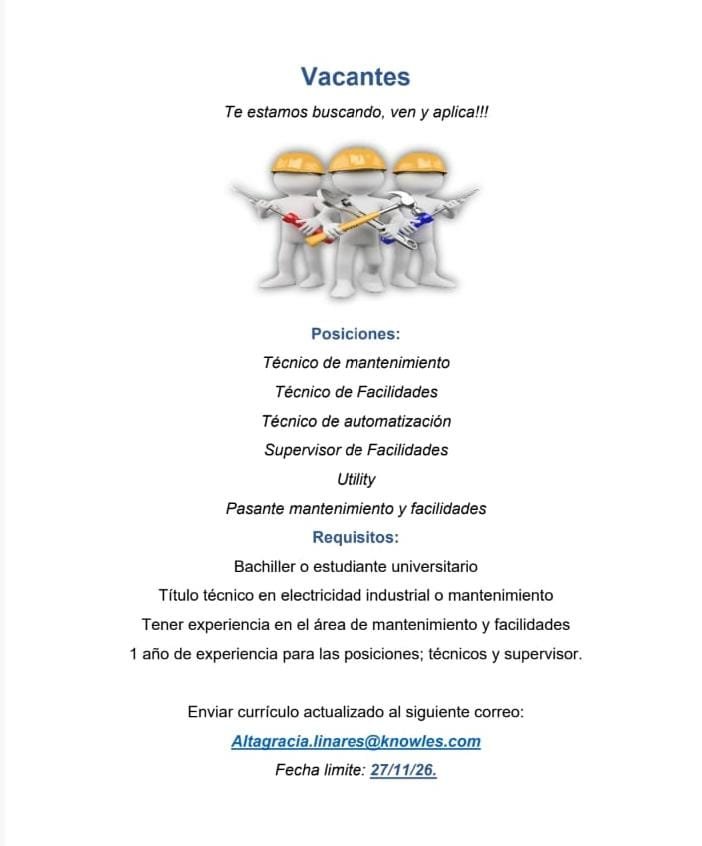 Vacantes
Te estamos buscando, ven y aplica!!!
Posiciones:
Técnico de mantenimiento
Técnico de Facilidades
Técnico de automatización
Supervisor de Facilidades
Utility
Pasante mantenimiento y facilidades
Requisitos:
Bachiller o estudiante universitario
Título técnico en electricidad industrial o mantenimiento
Tener experiencia en el área de mantenimiento y facilidades
1 año de experiencia para las posiciones; técnicos y supervisor.
Enviar currículo actualizado al siguiente correo:
Altagracia.linares@knowles.com
Fecha limite: 27/11/26.